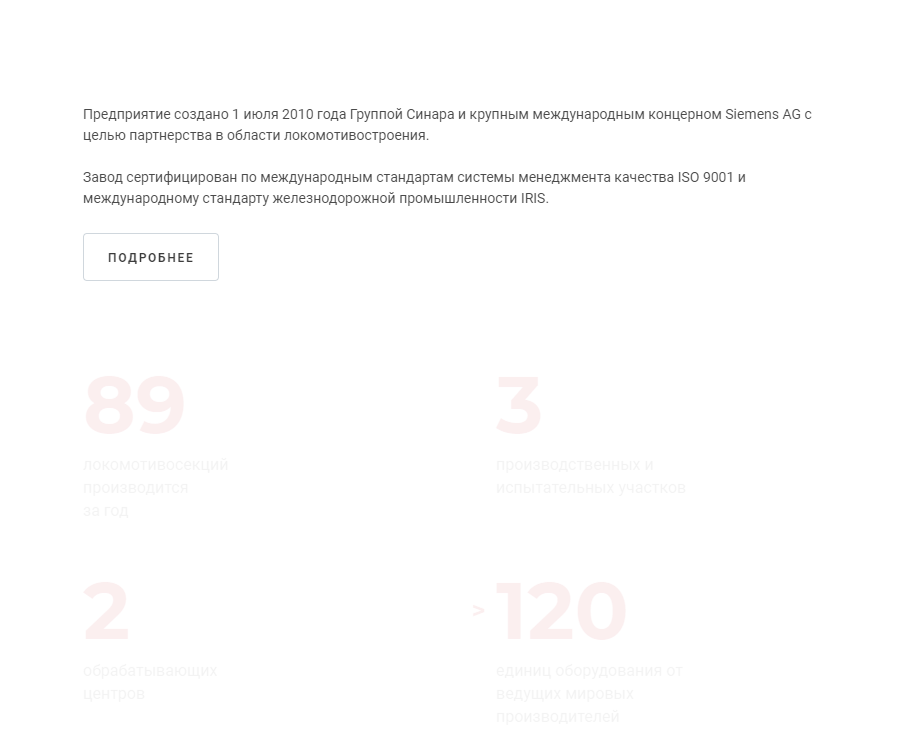 Предприятие создано 1 июля 2010 года Группой Синара и крупным международным концерном Siemens AG с
целью партнерства в области локомотивостроения.
Завод сертифицирован по международным стандартам системы менеджмента качества ISO 9001 и
международному стандарту железнодорожной промышленности IRIS.
ПОДРОБНЕЕ
89
локомотивосекций
производится
за год
3
производственных и
испытательных участков
2
обрабатывающих
центров
> 120
единиц оборудования от
ведущих мировых
производителей